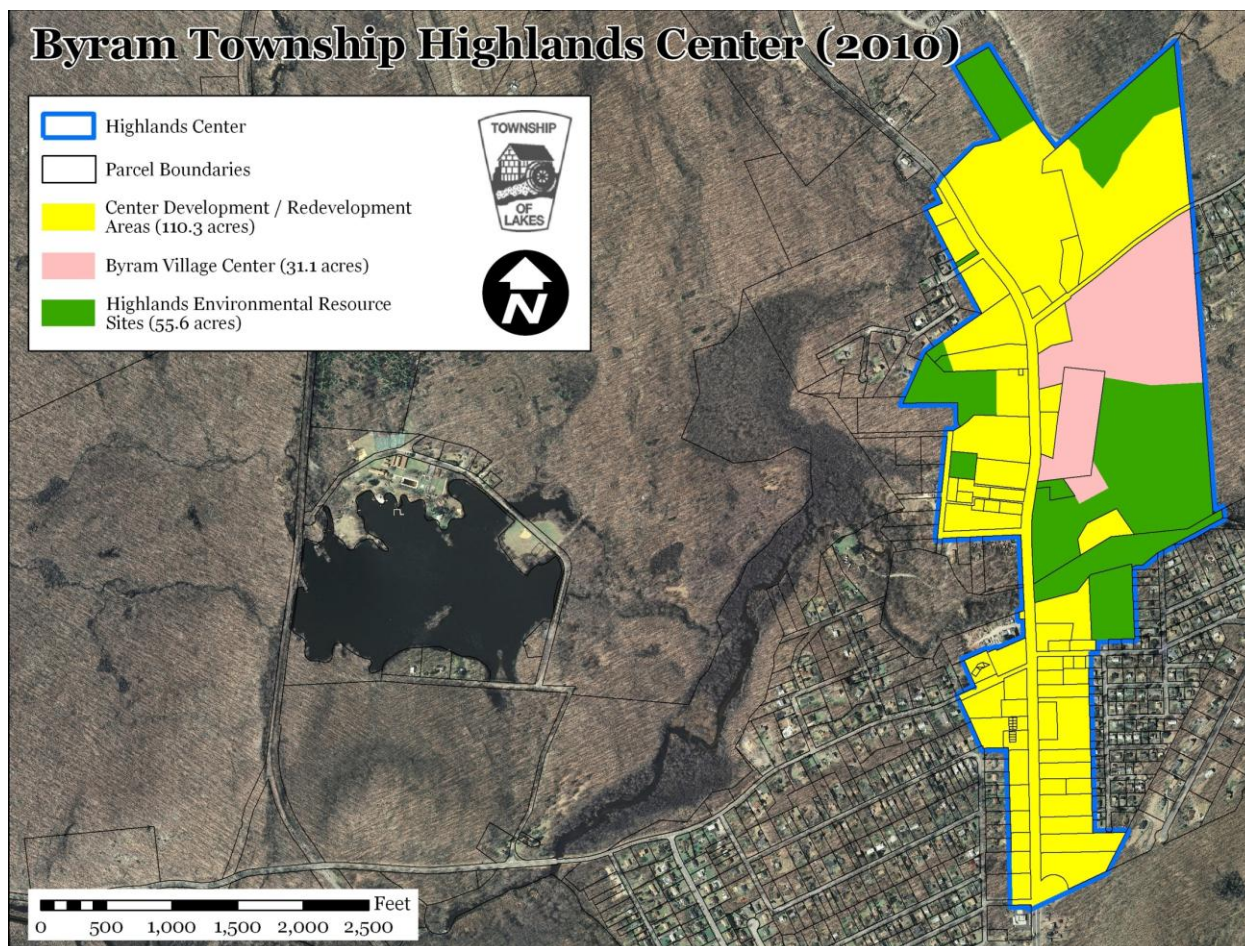 Byram Township Highlands Center (2010)
Highlands Center
Parcel Boundaries
Center Development / Redevelopment
Areas (110.3 acres)
Byram Village Center (31.1 acres)
Highlands Environmental Resource
Sites (55.6 acres)
TOWNSHIP
OF
LAKES
N
Feet
0 500 1,000 1,500 2,000 2,500